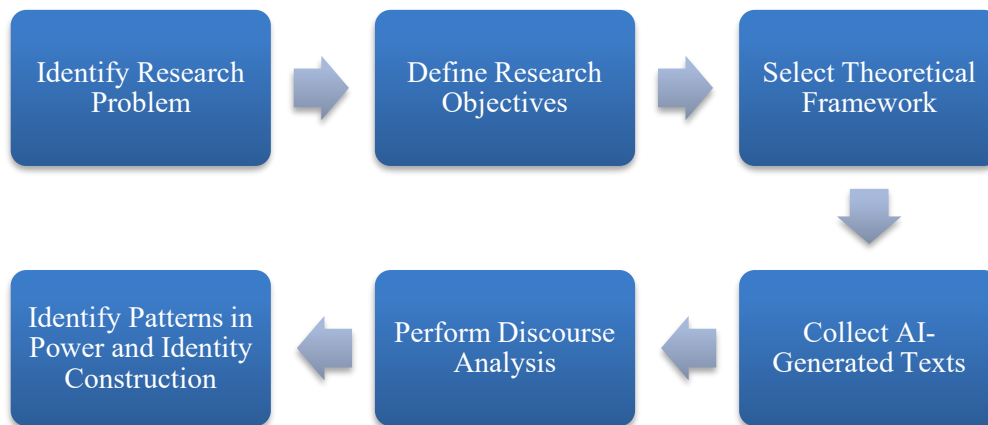 Identify Research
Problem
Define Research
Objectives
Select Theoretical
Framework
Collect AI-
Generated Texts
Perform Discourse
Analysis
Identify Patterns in
Power and Identity
Construction